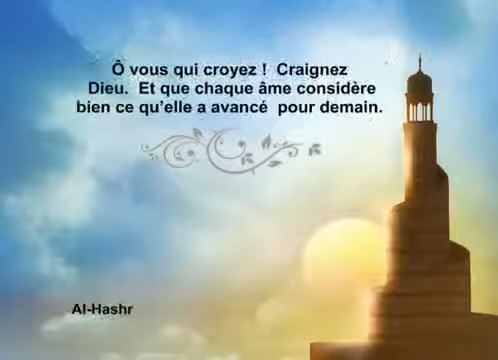 Ô vous qui croyez ! Craignez
Dieu. Et que chaque âme considère
bien ce qu'elle a avancé pour demain.
Al-Hashr